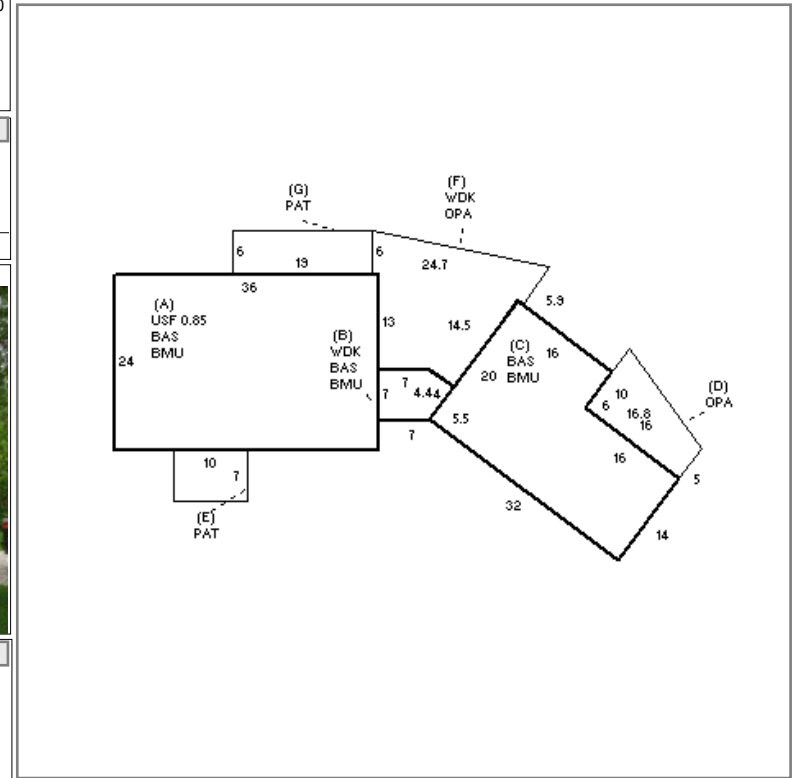 (G)
PAT
(F)
WDK
OPA
6
19
6
24.7
36
5.9
(A)
USF 0.85
BAS
BMU
13
14.5
(B)
WDK
BAS
BMU
(C)
BAS
BMU
16
24
20
7
7
4.44
10
6
16.8
16
(D)
OPA
5.5
7
16
5
10
7
32
14
(E)
PAT